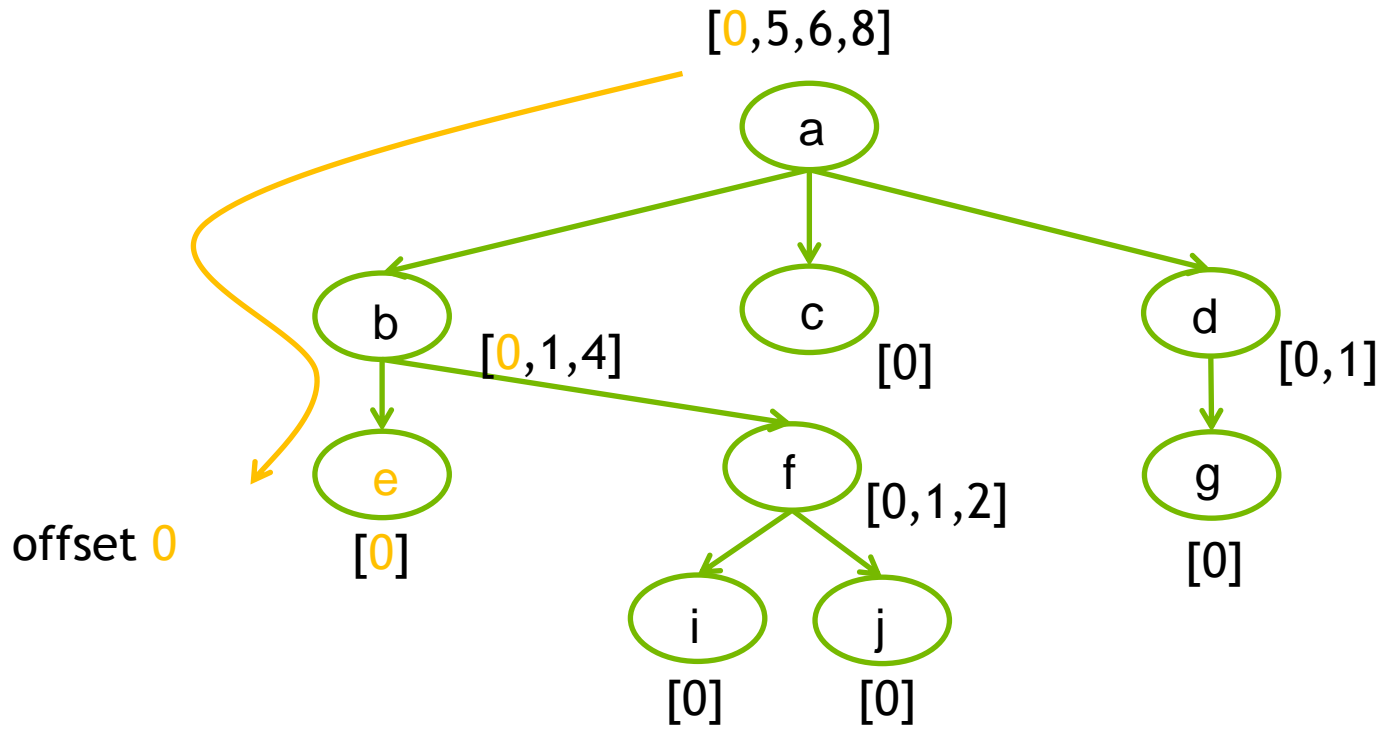 [0,5,6,8]
a
b
c
d
[0,1,4]
[0]
[0,1]
e
f
g
[0,1,2]
offset 0
[0]
[0]
i
j
[0]
[0]